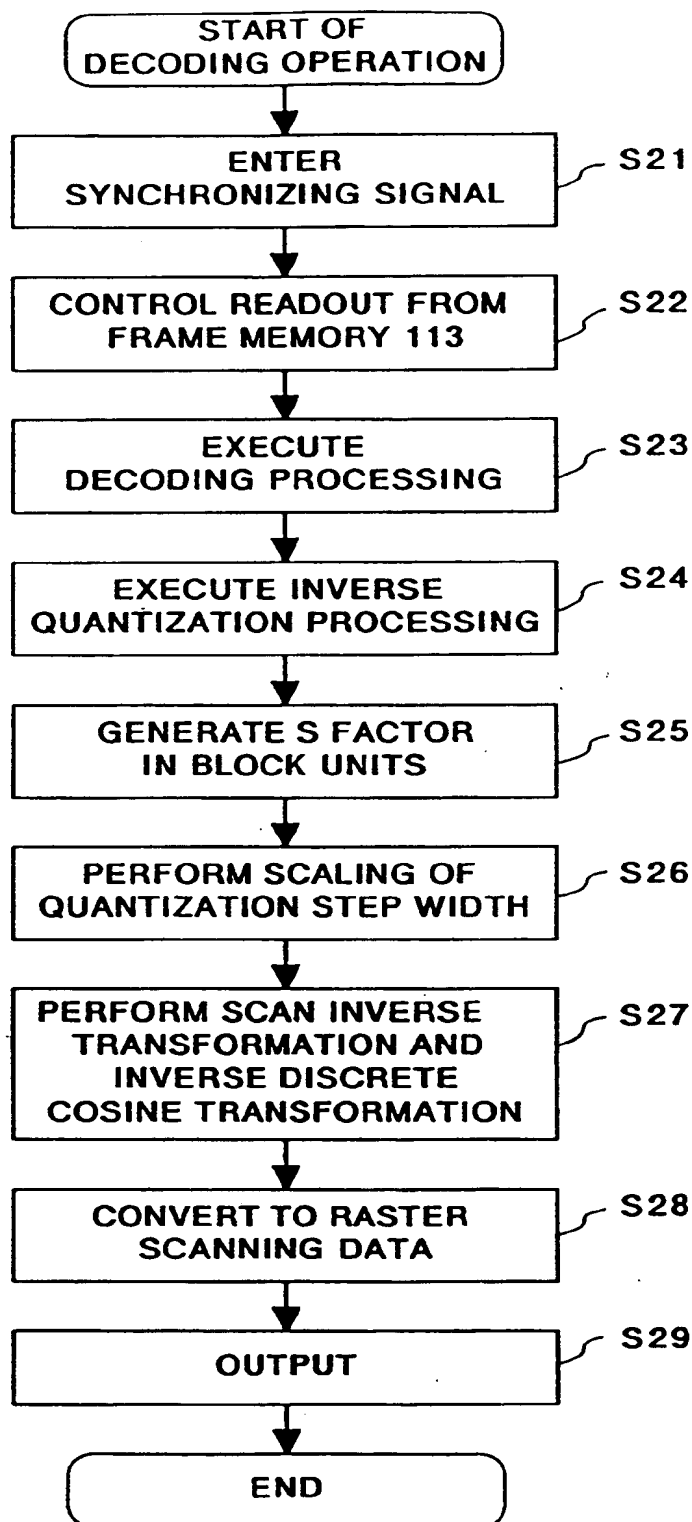 START OF
DECODING OPERATION
ENTER
SYNCHRONIZING SIGNAL
S21
CONTROL READOUT FROM
FRAME MEMORY 113
S22
EXECUTE
DECODING PROCESSING
S23
EXECUTE INVERSE
QUANTIZATION PROCESSING
S24
GENERATE S FACTOR
IN BLOCK UNITS
S25
PERFORM SCALING OF
QUANTIZATION STEP WIDTH
S26
PERFORM SCAN INVERSE
TRANSFORMATION AND
INVERSE DISCRETE
COSINE TRANSFORMATION
S27
CONVERT TO RASTER
SCANNING DATA
S28
OUTPUT
S29
END